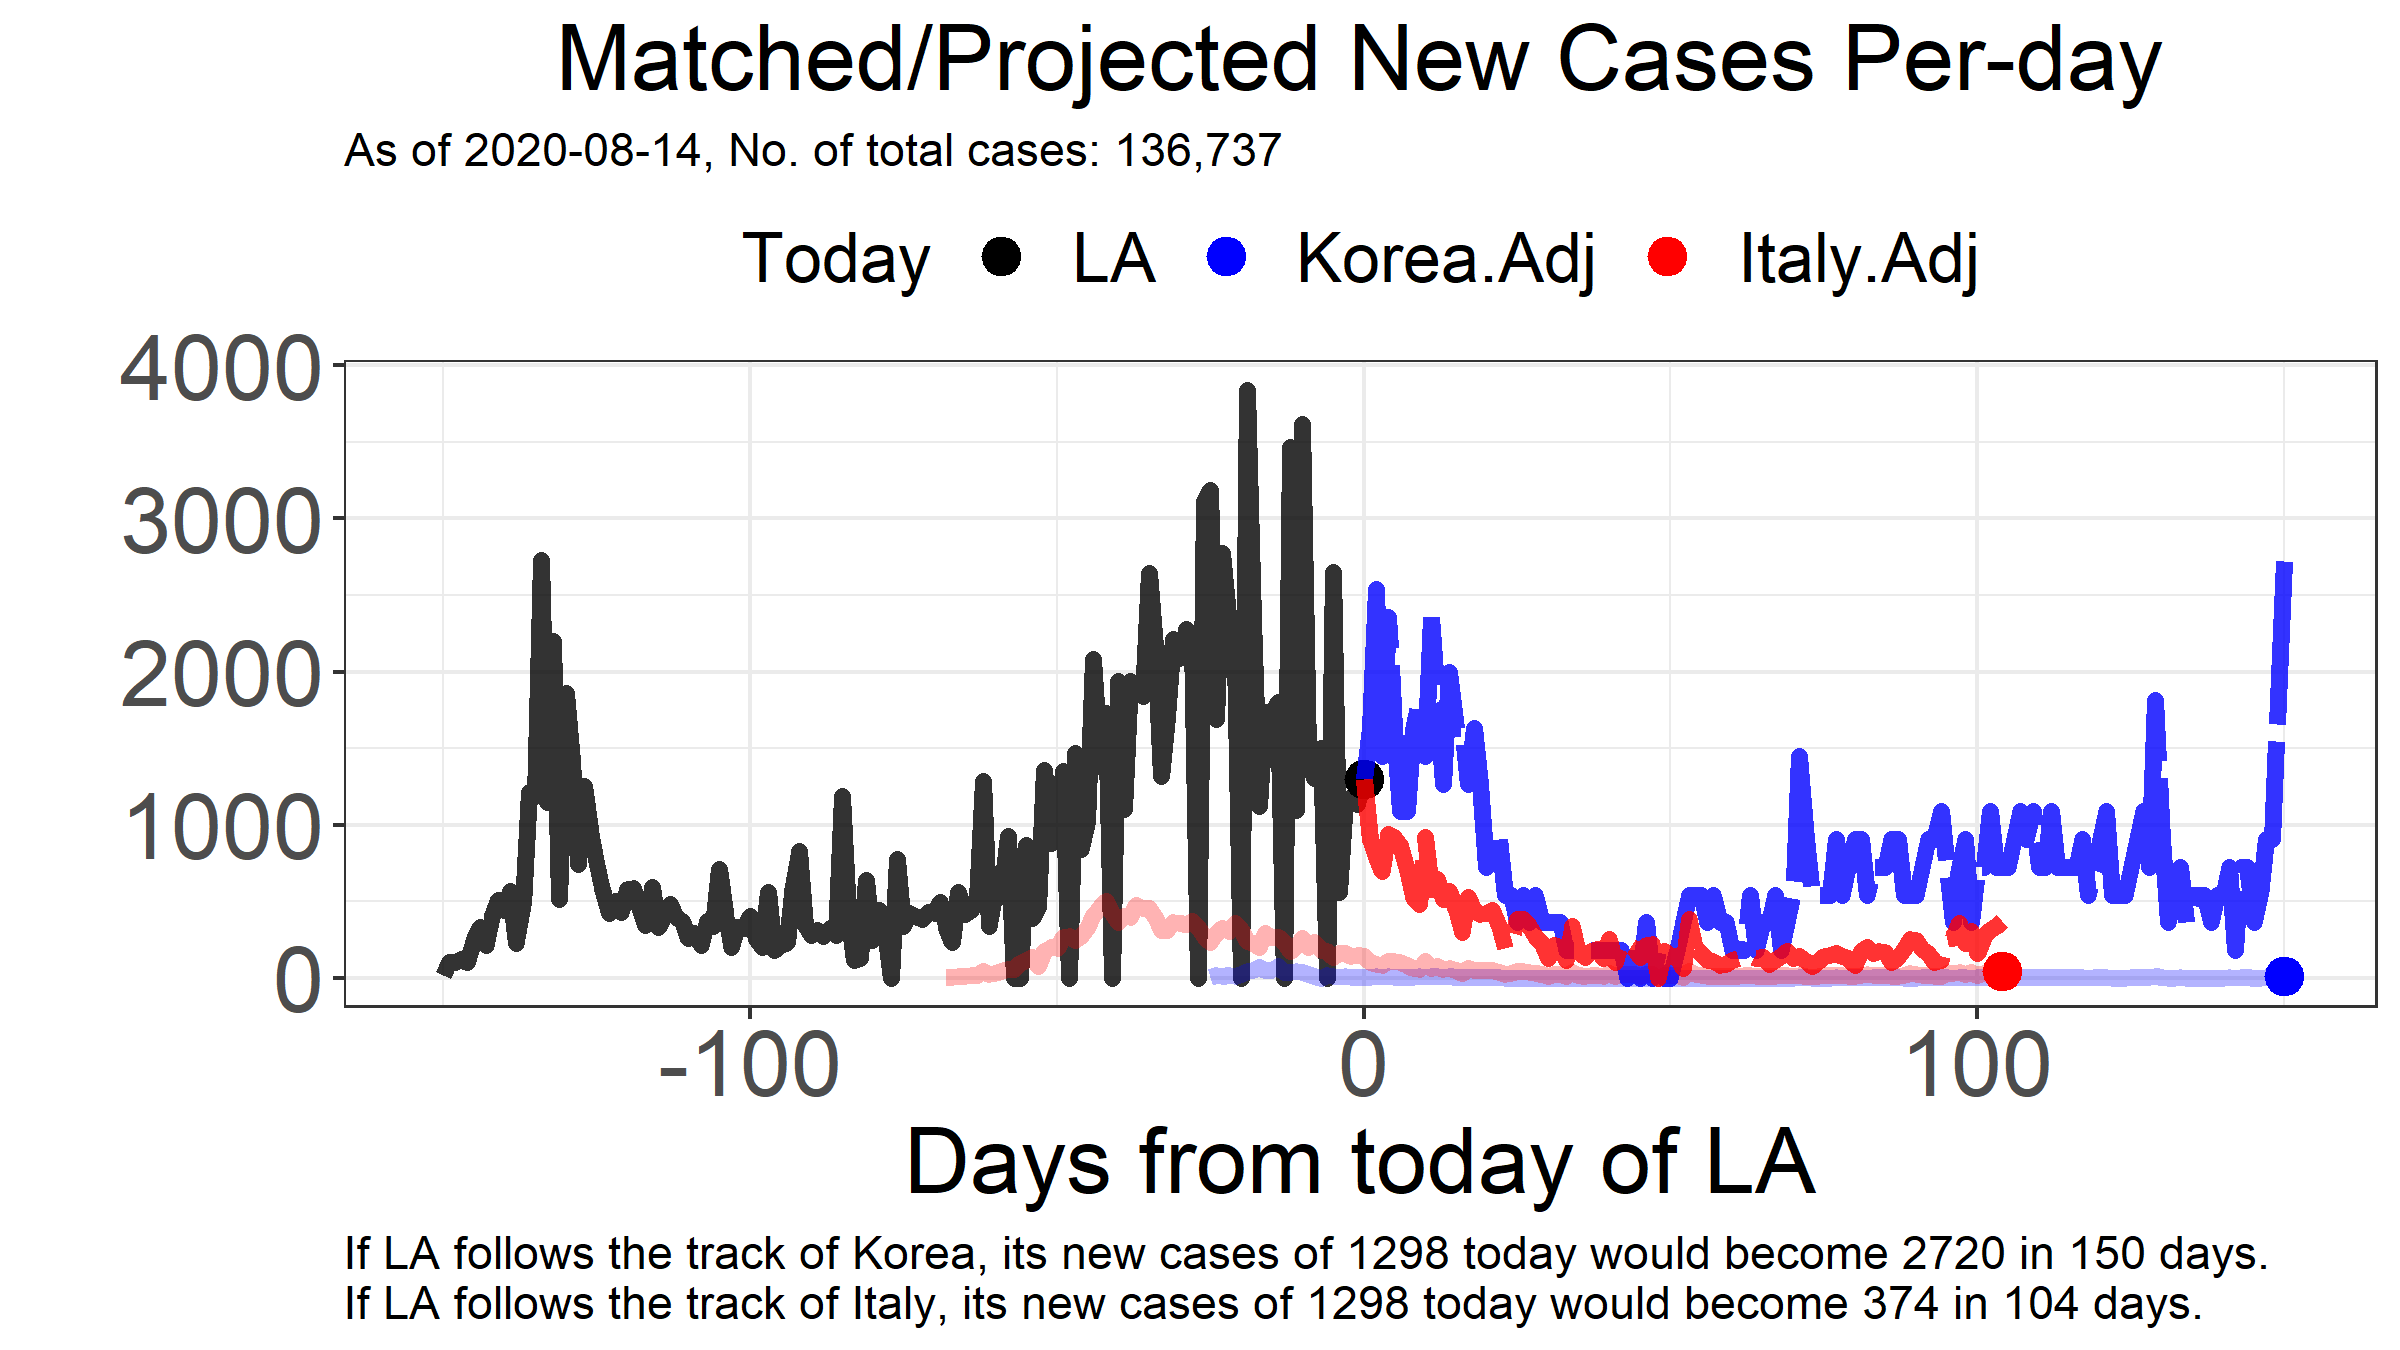 Matched/Projected New Cases Per-day
As of 2020-08-14, No. of total cases: 136,737
Today LA Korea.Adj Italy.Adj
4000
3000
2000
1000
0
-100 0 100
Days from today of LA
If LA follows the track of Korea, its new cases of 1298 today would become 2720 in 150 days.
If LA follows the track of Italy, its new cases of 1298 today would become 374 in 104 days.